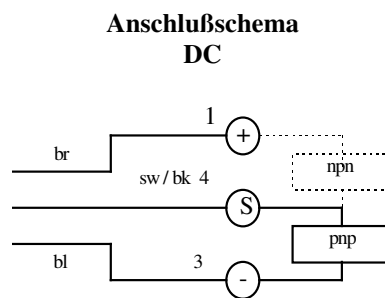 Anschlußschema
DC
1
+
br
npn
sw/bk 4
S
pnp
bl
3
-